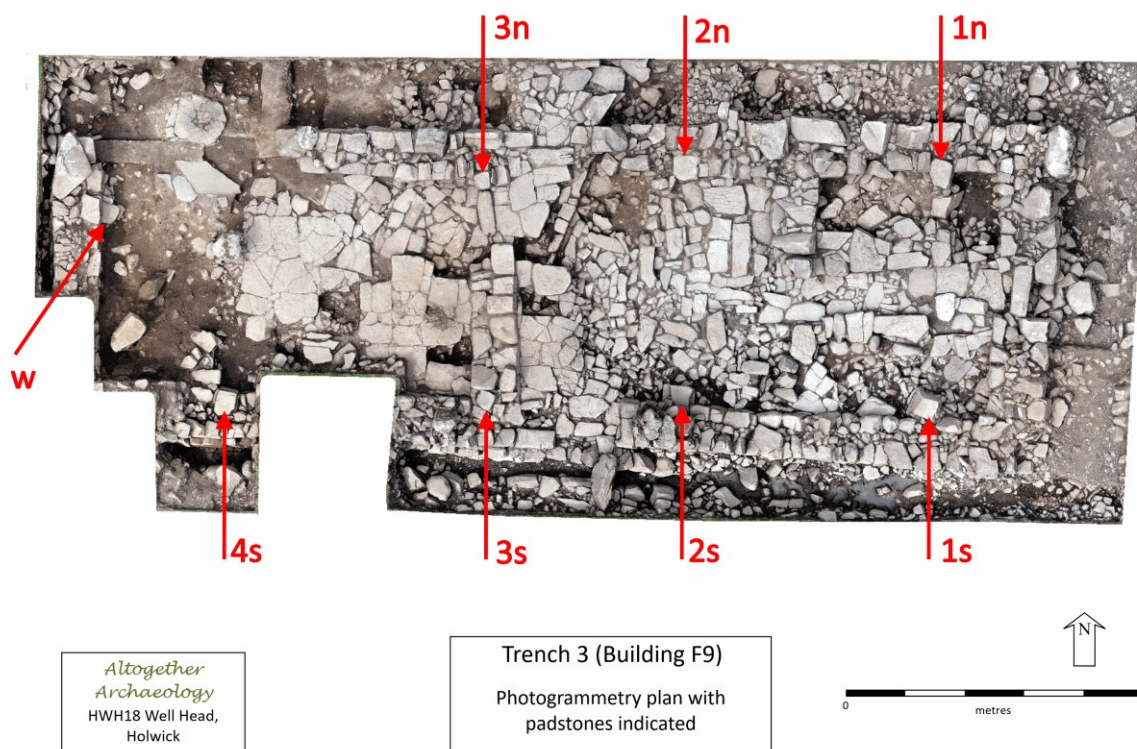 3n
2n
1n
w
4s
3s
2s
1s
Altogether
Archaeology
HWH18 Well Head,
Holwick
Trench 3 (Building F9)
Photogrammetry plan with
padstones indicated
N
0
metres